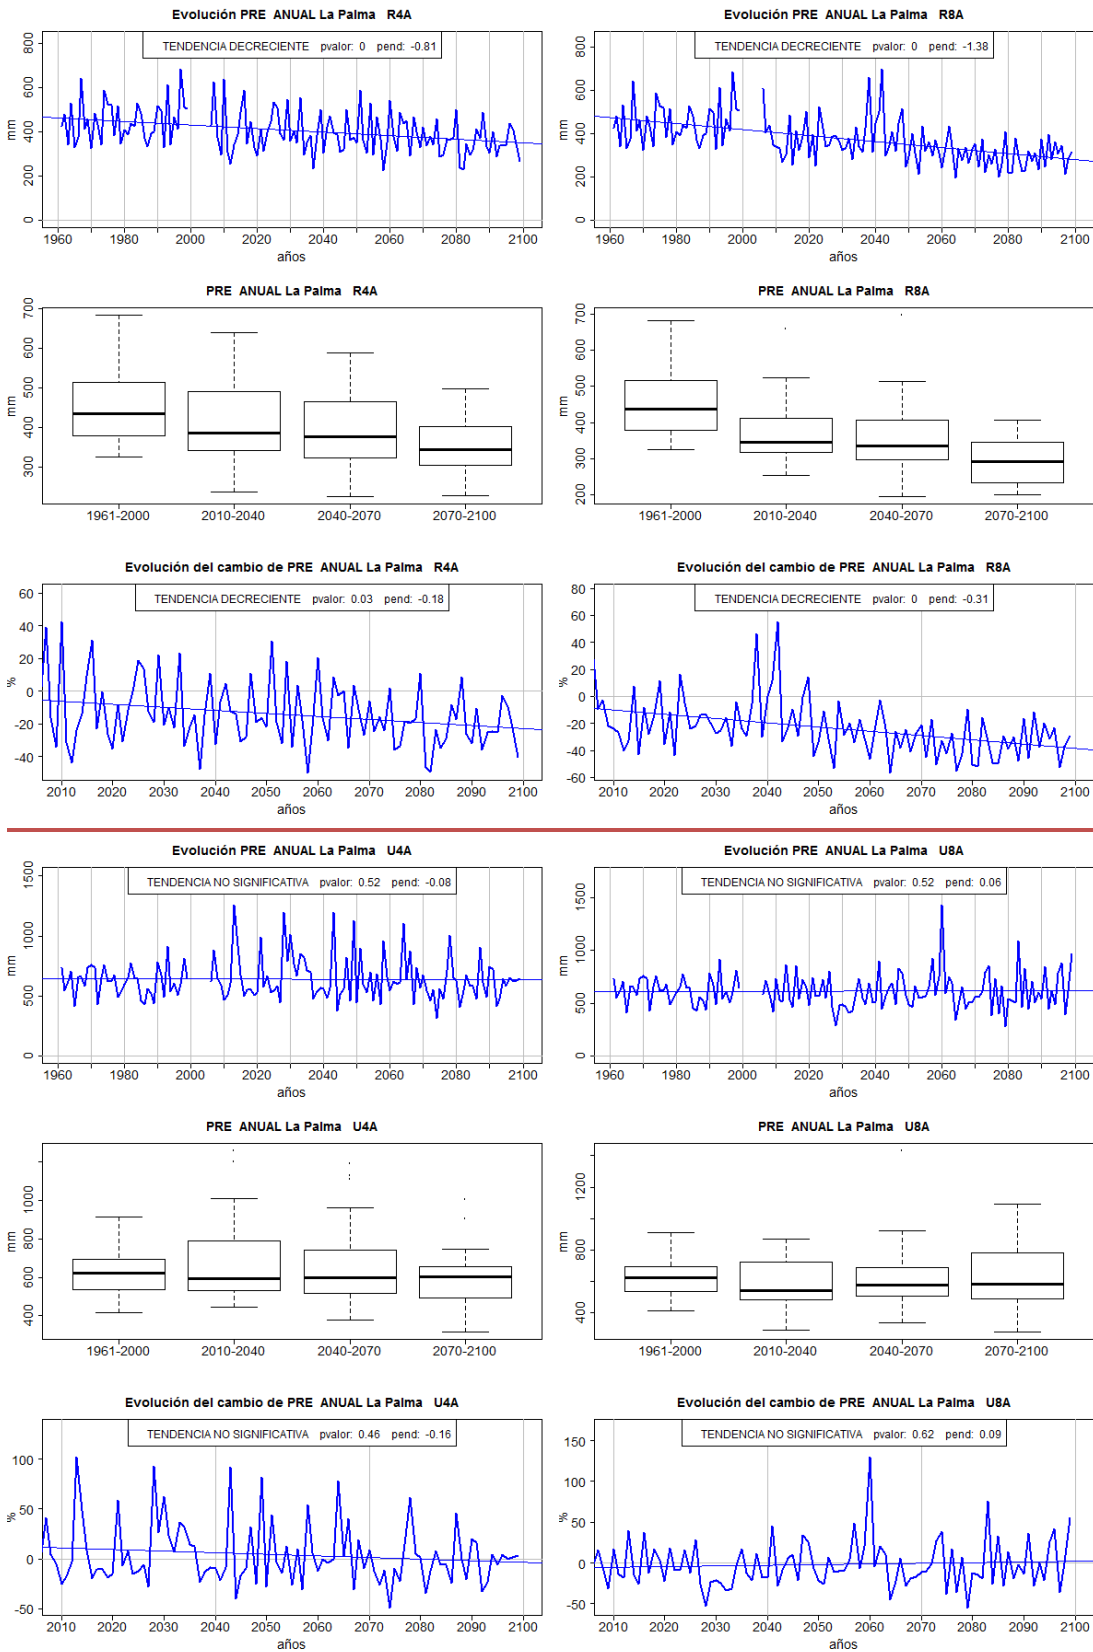 Evolución PRE ANUAL La Palma R4A
TENDENCIA DECRECIENTE pvalor: 0 pend: -0.81
mm
0 200 400 600 800
1960 1980 2000 2020 2040 2060 2080 2100
años
Evolución PRE ANUAL La Palma R8A
TENDENCIA DECRECIENTE pvalor: 0 pend: -1.38
mm
0 200 400 600 800
1960 1980 2000 2020 2040 2060 2080 2100
años
PRE ANUAL La Palma R4A
mm
300 400 500 600 700
1961-2000 2010-2040 2040-2070 2070-2100
PRE ANUAL La Palma R8A
mm
200 300 400 500 600 700
1961-2000 2010-2040 2040-2070 2070-2100
Evolución del cambio de PRE ANUAL La Palma R4A
TENDENCIA DECRECIENTE pvalor: 0.03 pend: -0.18
%
60
40
20
0
-20
-40
2010 2020 2030 2040 2050 2060 2070 2080 2090 2100
años
Evolución del cambio de PRE ANUAL La Palma R8A
TENDENCIA DECRECIENTE pvalor: 0 pend: -0.31
%
80
60
40
20
0
-20
-40
-60
2010 2020 2030 2040 2050 2060 2070 2080 2090 2100
años
Evolución PRE ANUAL La Palma U4A
TENDENCIA NO SIGNIFICATIVA pvalor: 0.52 pend: -0.08
mm
0 500 1000 1500
1960 1980 2000 2020 2040 2060 2080 2100
años
Evolución PRE ANUAL La Palma U8A
TENDENCIA NO SIGNIFICATIVA pvalor: 0.52 pend: 0.06
mm
0 500 1000 1500
1960 1980 2000 2020 2040 2060 2080 2100
años
PRE ANUAL La Palma U4A
mm
400 600 800 1000
1961-2000 2010-2040 2040-2070 2070-2100
PRE ANUAL La Palma U8A
mm
400 800 1200
1961-2000 2010-2040 2040-2070 2070-2100
Evolución del cambio de PRE ANUAL La Palma U4A
TENDENCIA NO SIGNIFICATIVA pvalor: 0.46 pend: -0.16
%
100
50
0
-50
2010 2020 2030 2040 2050 2060 2070 2080 2090 2100
años
Evolución del cambio de PRE ANUAL La Palma U8A
TENDENCIA NO SIGNIFICATIVA pvalor: 0.62 pend: 0.09
%
150
100
50
0
-50
2010 2020 2030 2040 2050 2060 2070 2080 2090 2100
años